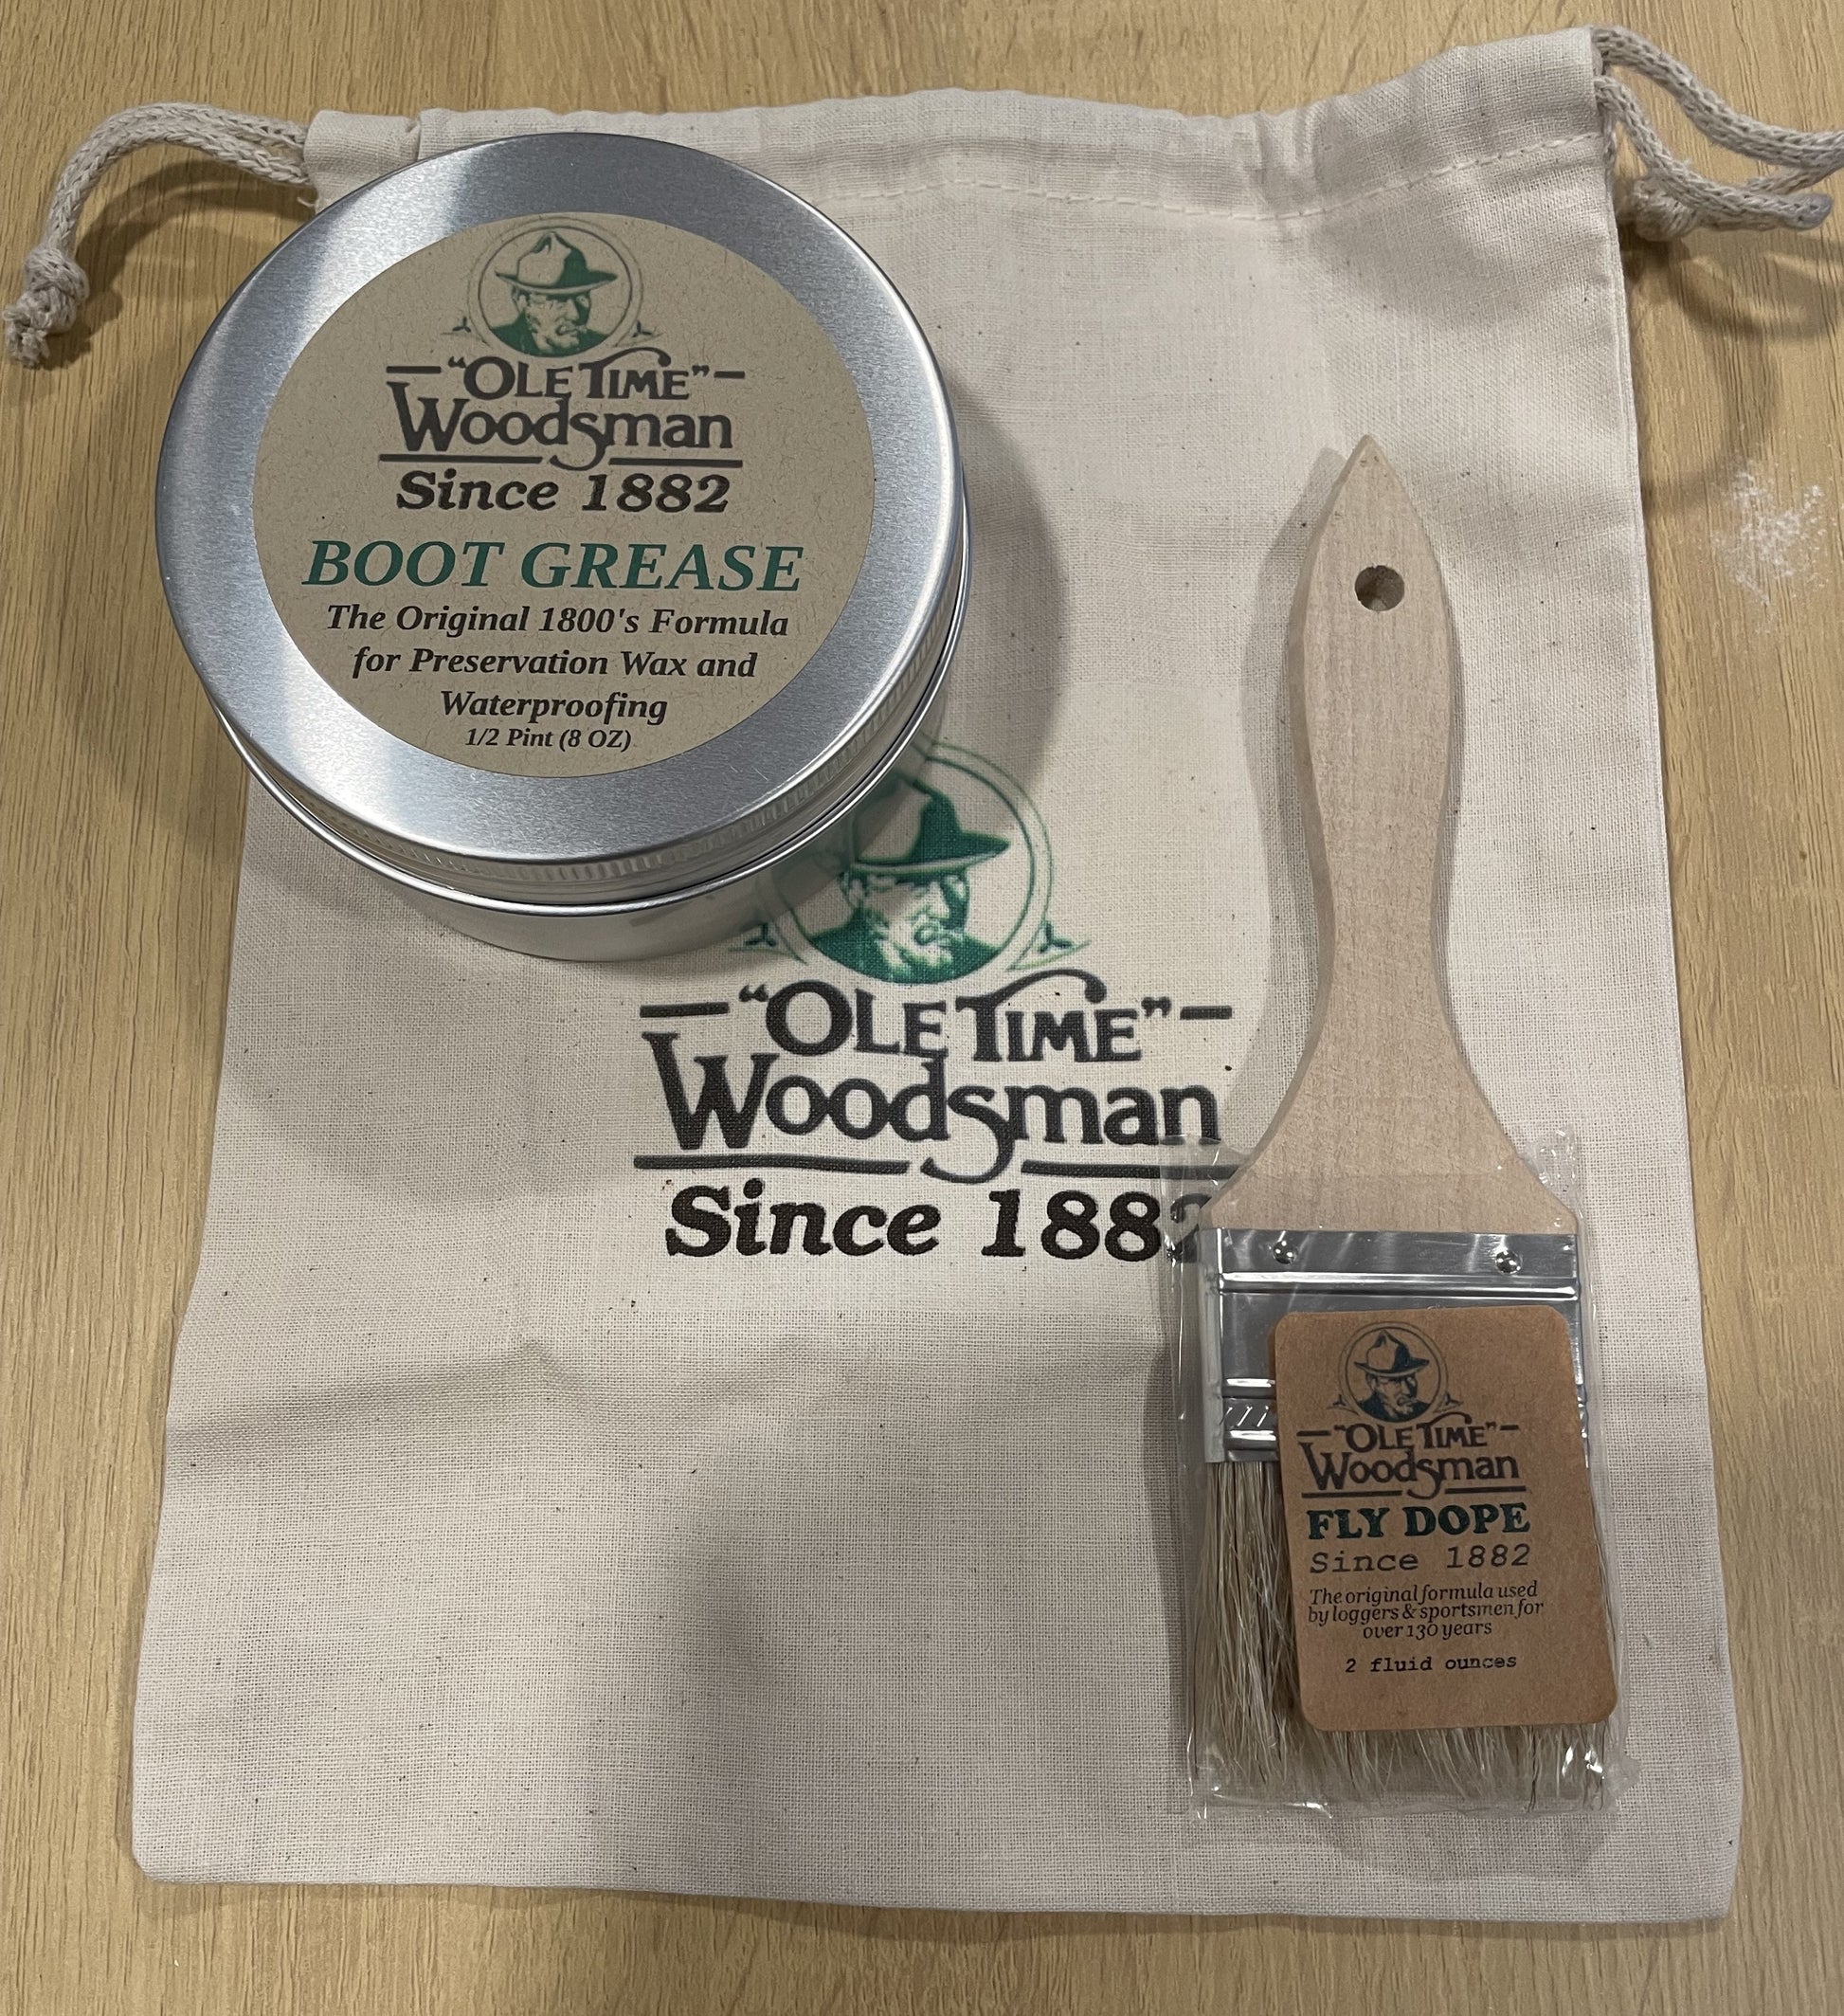 "OLE TIME"
Woodsman
Since 1882
BOOT GREASE
The Original 1800's Formula
for Preservation Wax and
Waterproofing
1/2 Pint (8 OZ)
"OLE TIME"
Woodsman
Since 1882
"OLE TIME"
Woodsman
FLY DOPE
Since 1882
The original formula used
by loggers & sportsmen for
over 130 years
2 fluid ounces